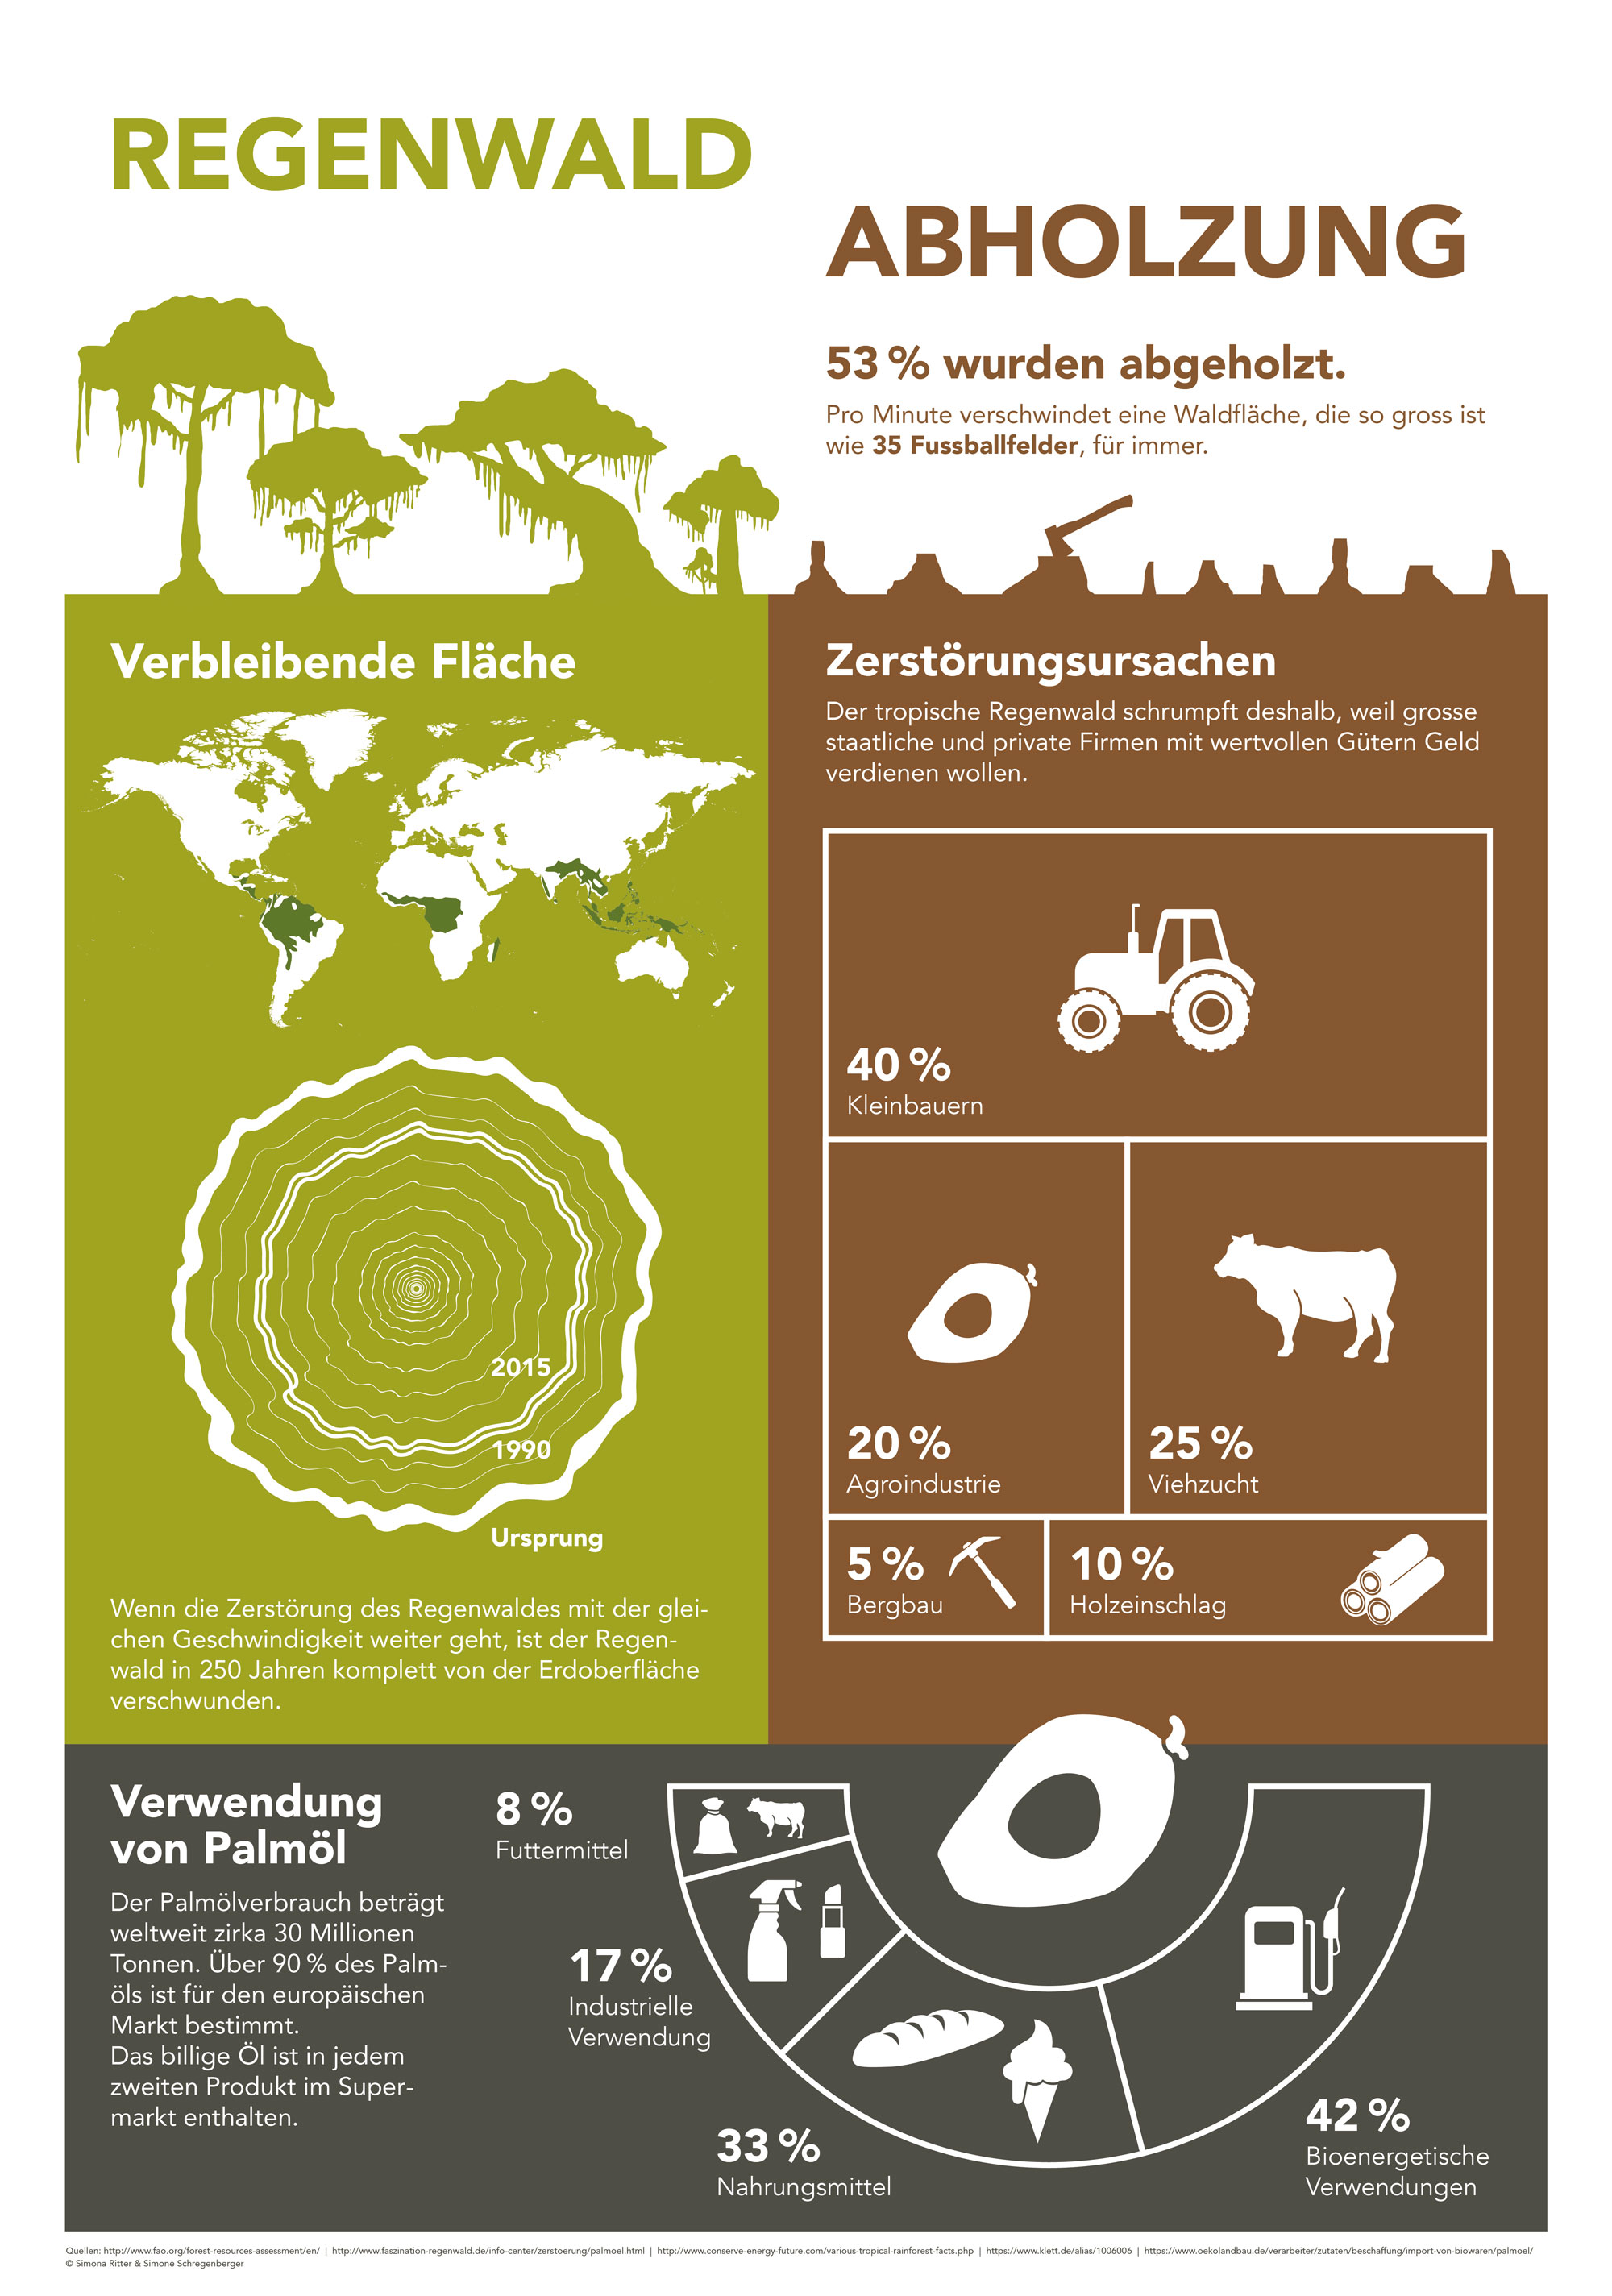 REGENWALD
ABHOLZUNG
53 % wurden abgeholzt.
Pro Minute verschwindet eine Waldfläche, die so gross ist
wie 35 Fussballfelder, für immer.
Verbleibende Fläche
2015
1990
Ursprung
Wenn die Zerstörung des Regenwaldes mit der glei-
chen Geschwindigkeit weiter geht, ist der Regen-
wald in 250 Jahren komplett von der Erdoberfläche
verschwunden.
Zerstörungsursachen
Der tropische Regenwald schrumpft deshalb, weil grosse
staatliche und private Firmen mit wertvollen Gütern Geld
verdienen wollen.
40 %
Kleinbauern
20 %
Agroindustrie
25 %
Viehzucht
5 %
Bergbau
10 %
Holzeinschlag
Verwendung
von Palmöl
Der Palmölverbrauch beträgt
weltweit zirka 30 Millionen
Tonnen. Über 90 % des Palm-
öls ist für den europäischen
Markt bestimmt.
Das billige Öl ist in jedem
zweiten Produkt im Super-
markt enthalten.
8 %
Futtermittel
17 %
Industrielle
Verwendung
33 %
Nahrungsmittel
42 %
Bioenergetische
Verwendungen
Quellen: http://www.fao.org/forest-resources-assessment/en/ | http://www.faszination-regenwald.de/info-center/zerstoerung/palmoel.html | http://www.conserve-energy-future.com/various-tropical-rainforest-facts.php | https://www.klett.de/alias/1006006 | https://www.oekolandbau.de/verarbeiter/zutaten/beschaffung/import-von-biowaren/palmoel/
© Simona Ritter & Simone Schregenberger